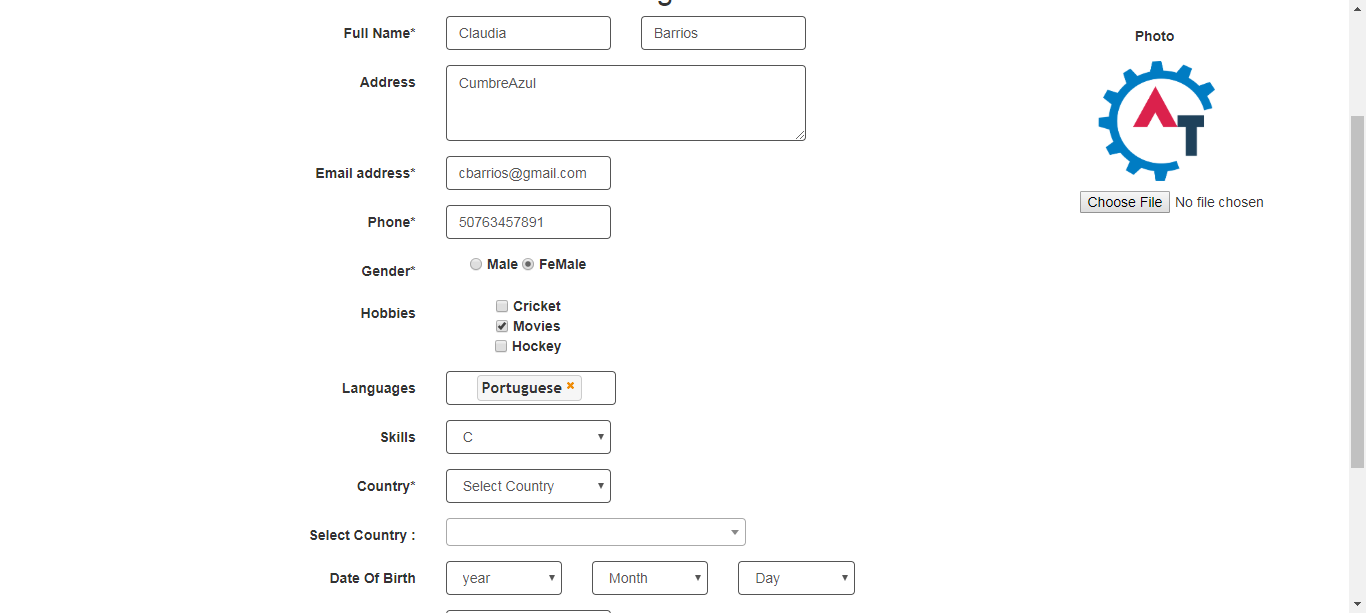 Full Name* Claudia Barrios
Photo
Address CumbreAzul
Email address* cbarrios@gmail.com
Choose File No file chosen
Phone* 50763457891
Gender* Male FeMale
Hobbies Cricket
Movies
Hockey
Languages Portuguese
Skills C
Country* Select Country
Select Country :
Date Of Birth year Month Day